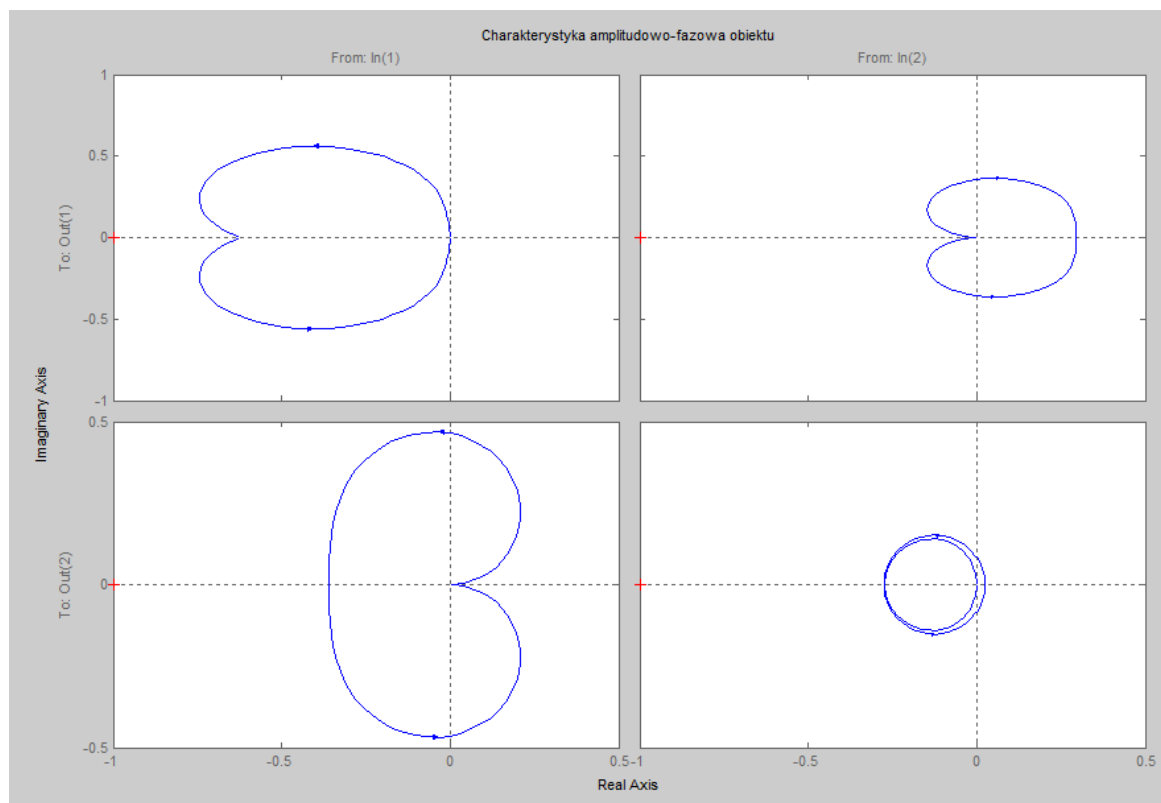 Charakterystyka amplitudowo-fazowa obiektu
From: In(1)
From: In(2)
1
0.5
0
-0.5
-1
To: Out(1)
Imaginary Axis
0.5
0
-0.5
To: Out(2)
-1
-0.5
0
0.5
-1
-0.5
0
0.5
Real Axis